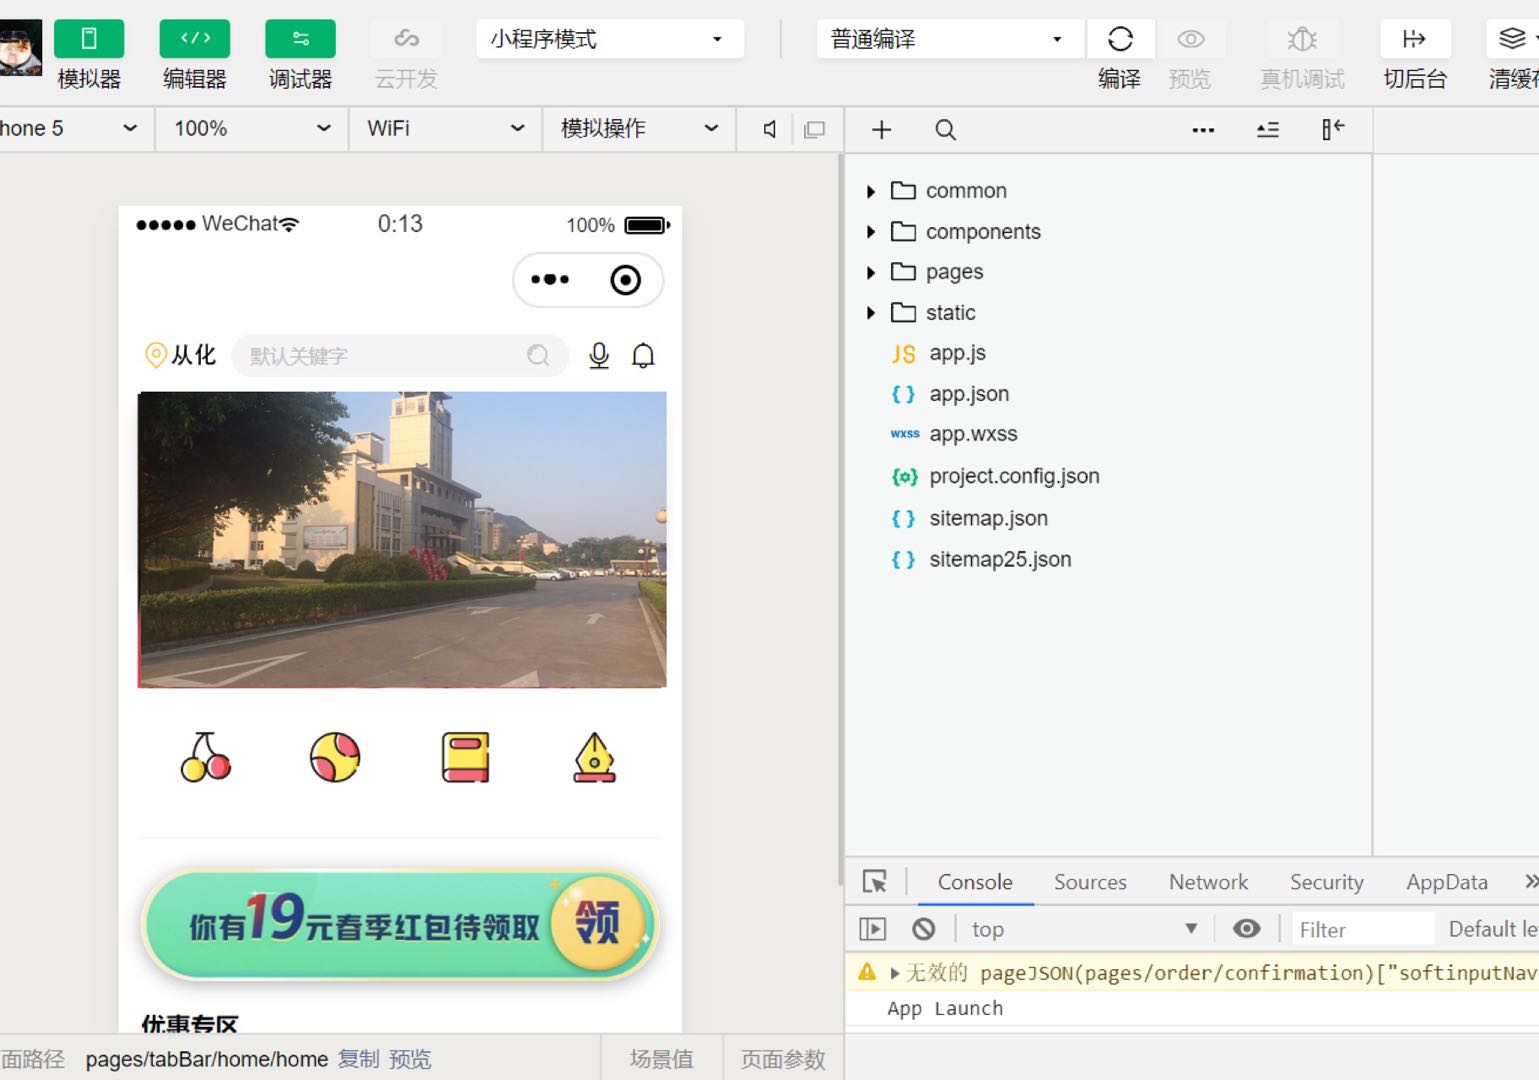 小程序模式
普通编译
模拟器
编辑器
调试器
云开发
编译
预览
真机调试
切后台
清缓
hone 5
100%
WiFi
模拟操作
WeChat
0:13
100%
从化
默认关键字
你有19元春季红包待领取
领
优惠专区
面路径
pages/tabBar/home/home
复制
预览
场景值
页面参数
common
components
pages
static
JS app.js
{ } app.json
wxss app.wxss
project.config.json
{ } sitemap.json
{ } sitemap25.json
Console
Sources
Network
Security
AppData
top
Filter
Default le
无效的 pageJSON(pages/order/confirmation)["softinputNav
App Launch